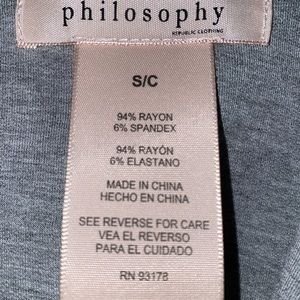 philosophy
REPUBLIC CLOTHING
S/C
94% RAYON
6% SPANDEX
94% RAYÓN
6% ELASTANO
MADE IN CHINA
HECHO EN CHINA
SEE REVERSE FOR CARE
VEA EL REVERSO
PARA EL CUIDADO
RN 93178